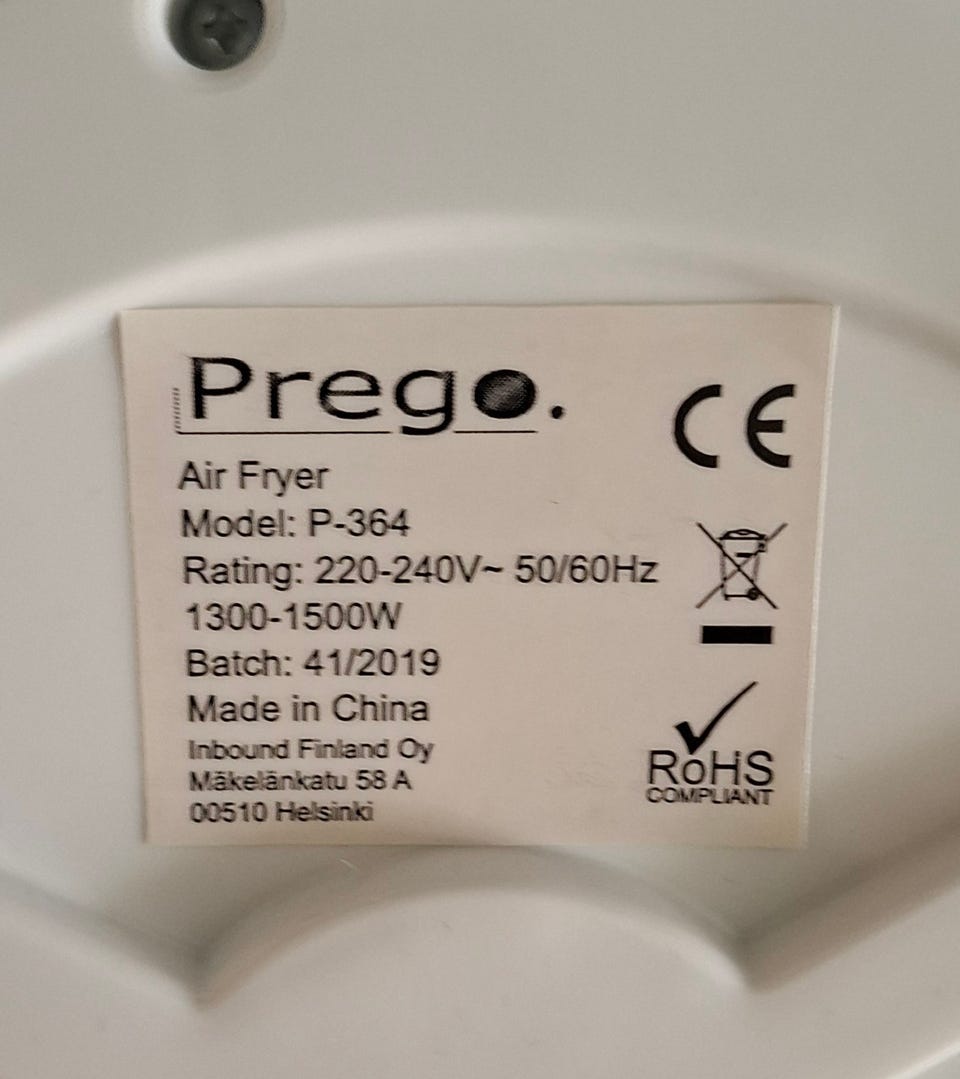 Prego.
CE
Air Fryer
Model: P-364
Rating: 220-240V~ 50/60Hz
1300-1500W
Batch: 41/2019
Made in China
Inbound Finland Oy
Mäkelänkatu 58 A
00510 Helsinki
RoHS
COMPLIANT